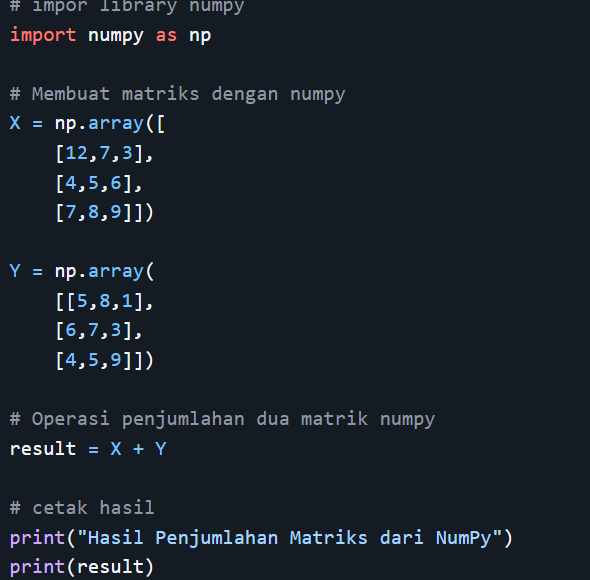 # impor library numpy
import numpy as np
# Membuat matriks dengan numpy
X = np.array([
    [12,7,3],
    [4,5,6],
    [7,8,9]])
Y = np.array(
    [[5,8,1],
    [6,7,3],
    [4,5,9]])
# Operasi penjumlahan dua matrik numpy
result = X + Y
# cetak hasil
print("Hasil Penjumlahan Matriks dari NumPy")
print(result)